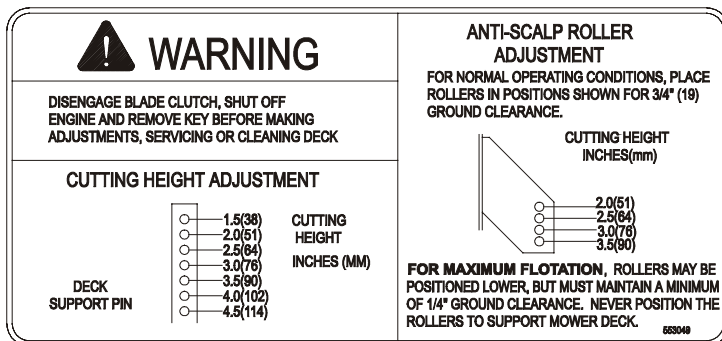 WARNING
DISENGAGE BLADE CLUTCH, SHUT OFF
ENGINE AND REMOVE KEY BEFORE MAKING
ADJUSTMENTS, SERVICING OR CLEANING DECK
CUTTING HEIGHT ADJUSTMENT
1.5(38)
2.0(51)
2.5(64)
3.0(76)
3.5(90)
4.0(102)
4.5(114)
CUTTING
HEIGHT
INCHES (MM)
DECK
SUPPORT PIN
ANTI-SCALP ROLLER
ADJUSTMENT
FOR NORMAL OPERATING CONDITIONS, PLACE
ROLLERS IN POSITIONS SHOWN FOR 3/4" (19)
GROUND CLEARANCE.
CUTTING HEIGHT
INCHES(mm)
2.0(51)
2.5(64)
3.0(76)
3.5(90)
FOR MAXIMUM FLOTATION, ROLLERS MAY BE
POSITIONED LOWER, BUT MUST MAINTAIN A MINIMUM
OF 1/4" GROUND CLEARANCE. NEVER POSITION THE
ROLLERS TO SUPPORT MOWER DECK.
553049